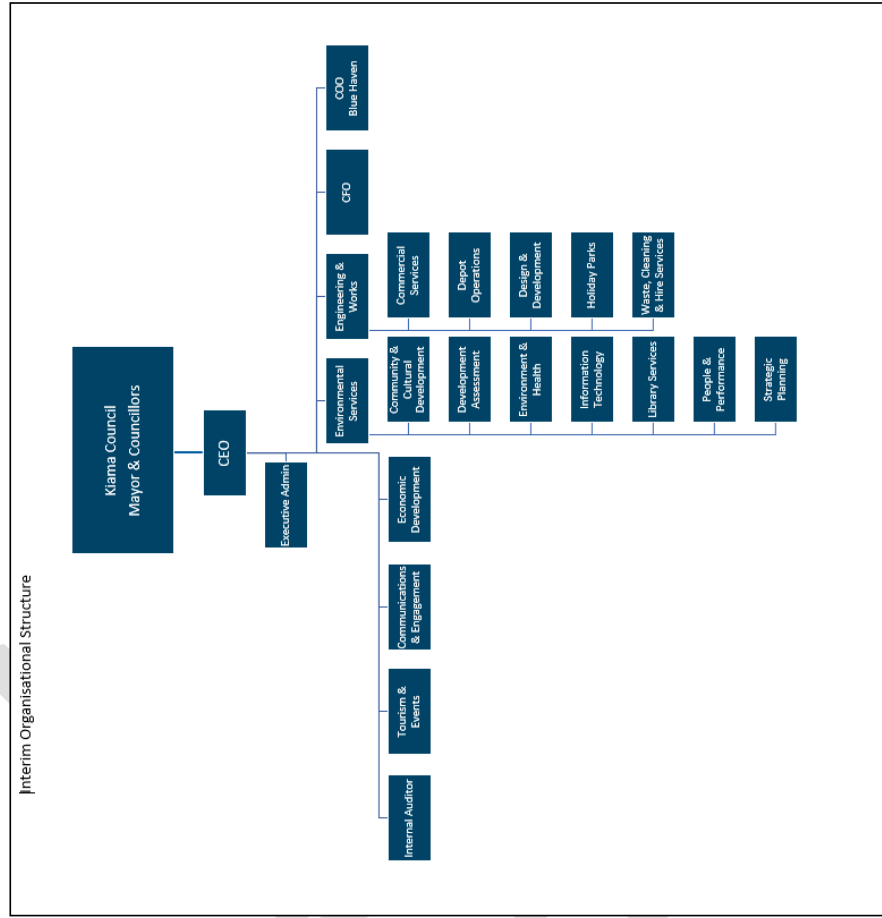 Interim Organisational Structure
Kiama Council
Mayor & Councillors
CEO
Executive Admin
Environmental
Services
Engineering &
Works
CFO
COO
Blue Haven
Internal Auditor
Tourism &
Events
Communications
& Engagement
Economic
Development
Community &
Cultural
Development
Development
Assessment
Environment &
Health
Information
Technology
Library Services
People &
Performance
Strategic
Planning
Commercial
Services
Depot
Operations
Design &
Development
Holiday Parks
Waste, Cleaning
& Hire Services